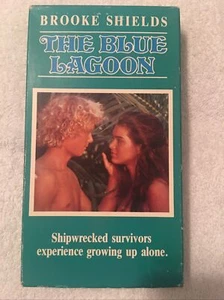 BROOKE SHIELDS
THE BLUE
LAGOON
Shipwrecked survivors
experience growing up alone.